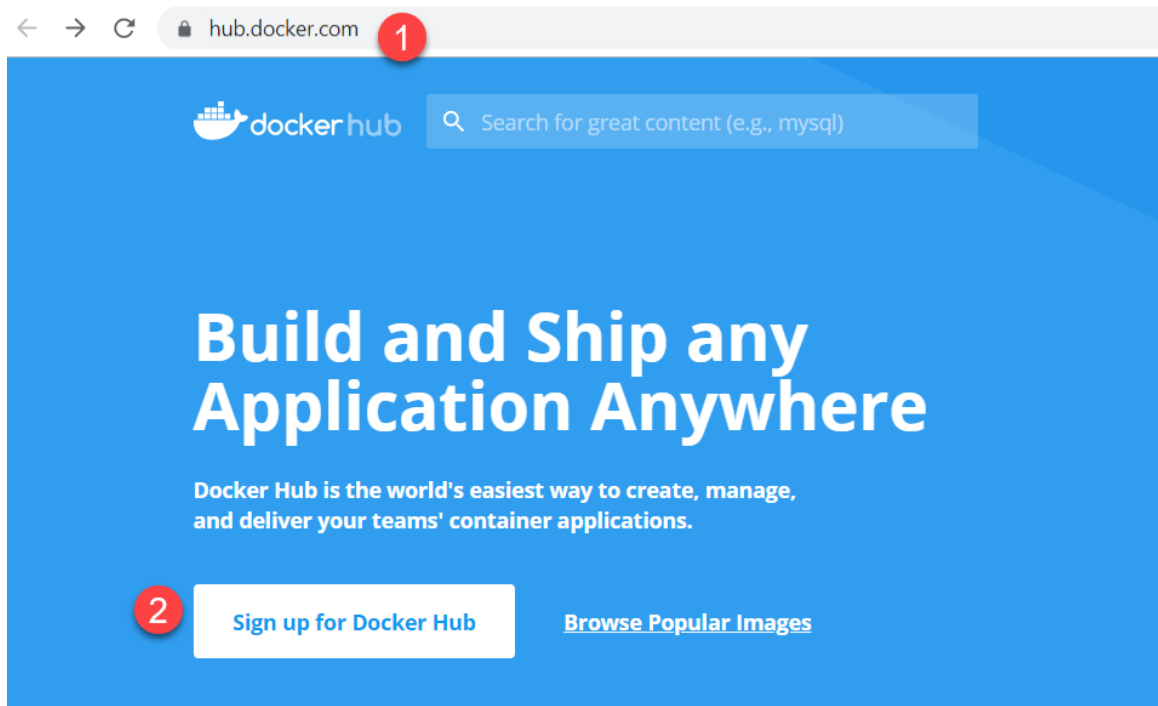 hub.docker.com
1
dockerhub
Search for great content (e.g., mysql)
Build and Ship any
Application Anywhere
Docker Hub is the world's easiest way to create, manage,
and deliver your teams' container applications.
2
Sign up for Docker Hub
Browse Popular Images